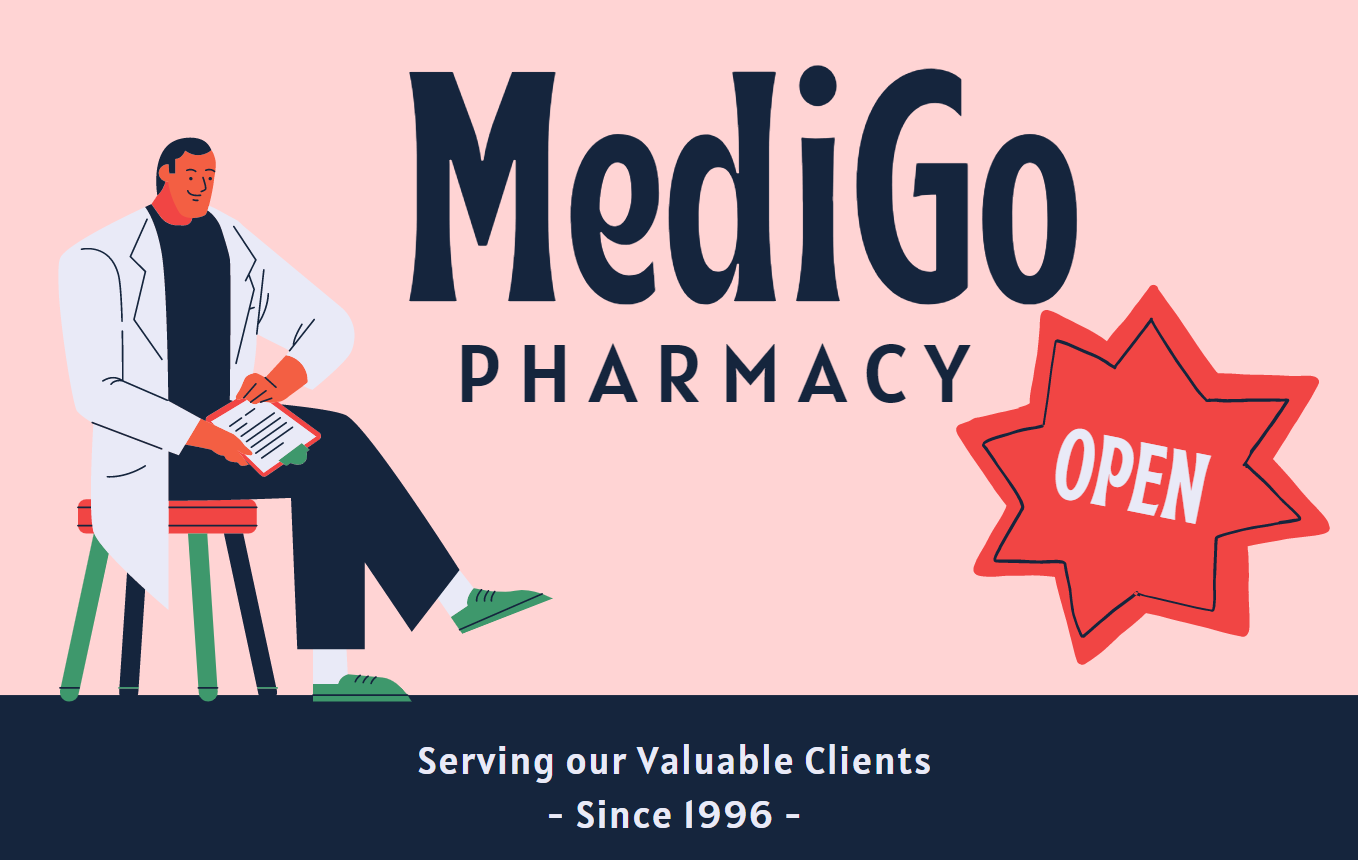 MediGo
PHARMACY
OPEN
Serving our Valuable Clients
- Since 1996 -